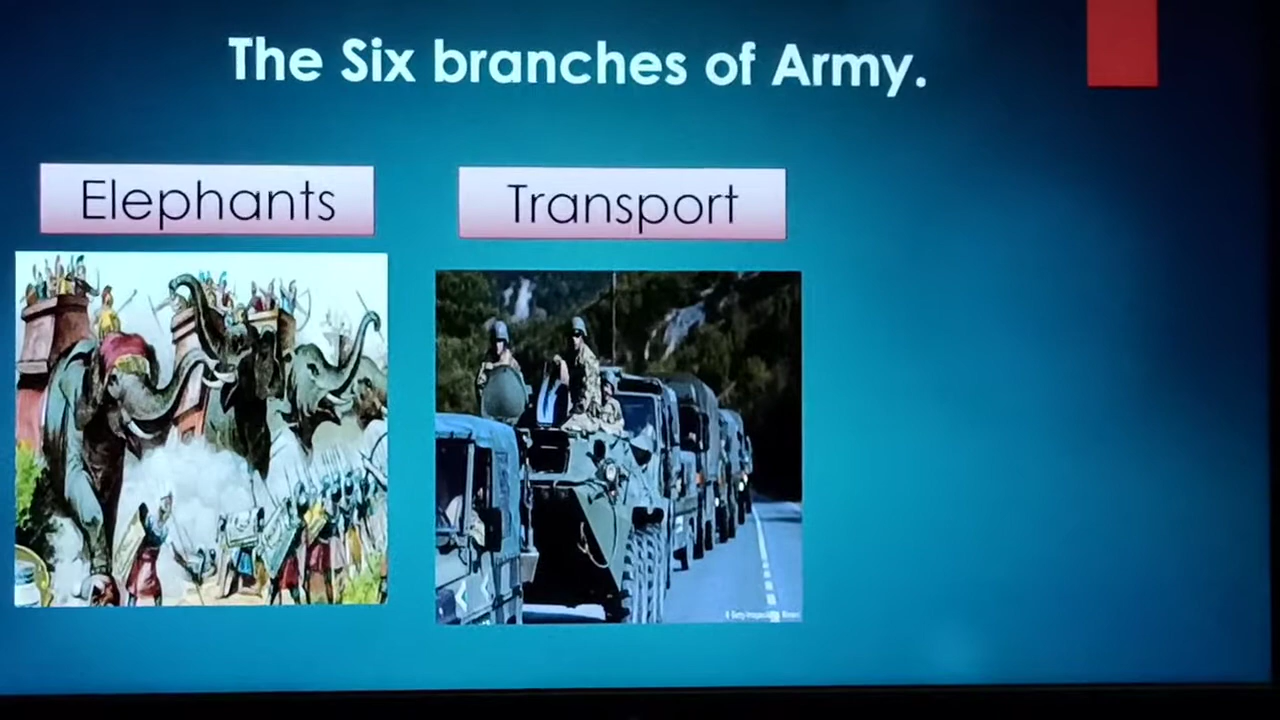 The Six branches of Army.
Elephants
Transport